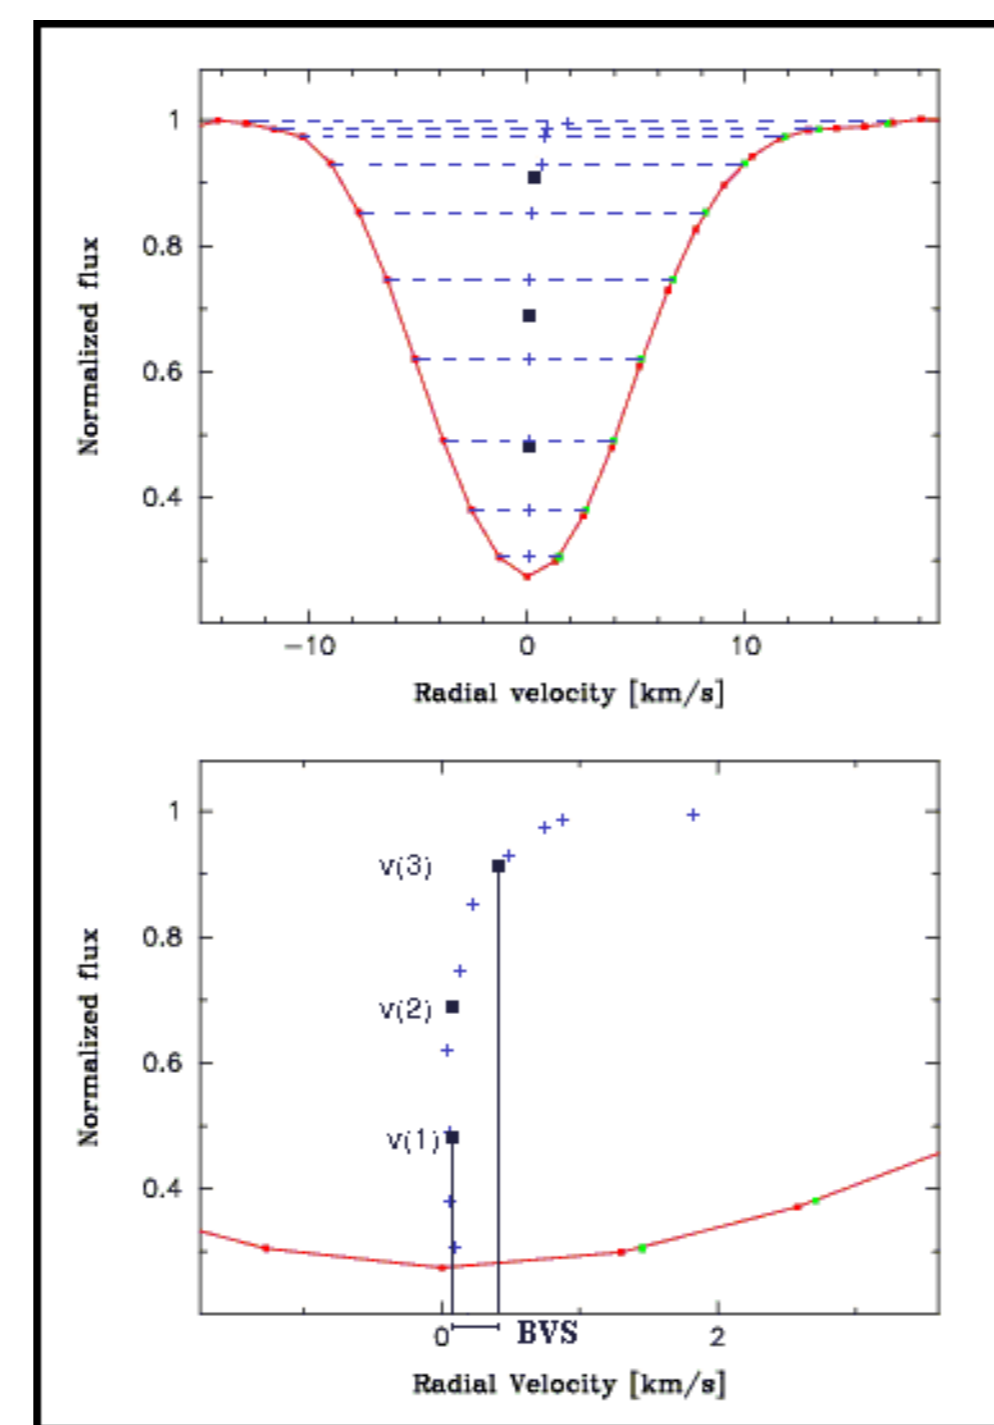 1
0.8
0.6
0.4
Normalized flux
−10 0 10
Radial velocity [km/s]
1
0.8
0.6
0.4
Normalized flux
v(3)
v(2)
v(1)
0 BVS 2
Radial Velocity [km/s]